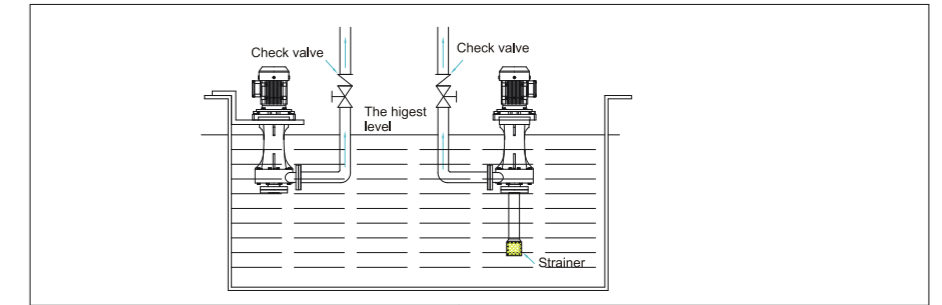 Check valve
Check valve
The higest
level
Strainer